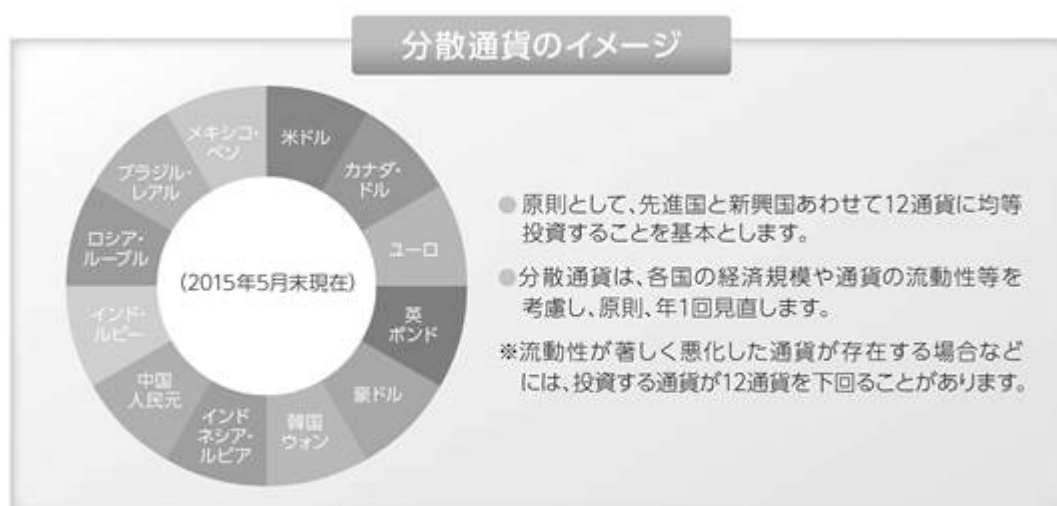 分散通貨のイメージ
米ドル
カナダ・
ドル
ユーロ
英
ポンド
豪ドル
韓国
ウォン
インド
ネシア・
ルピア
中国
人民元
インド・
ルピー
ロシア・
ルーブル
ブラジル・
レアル
メキシコ・
ペソ
(2015年5月末現在)
●原則として、先進国と新興国あわせて12通貨に均等
投資することを基本とします。
●分散通貨は、各国の経済規模や通貨の流動性等を
考慮し、原則、年1回見直します。
※流動性が著しく悪化した通貨が存在する場合など
には、投資する通貨が12通貨を下回ることがあります。